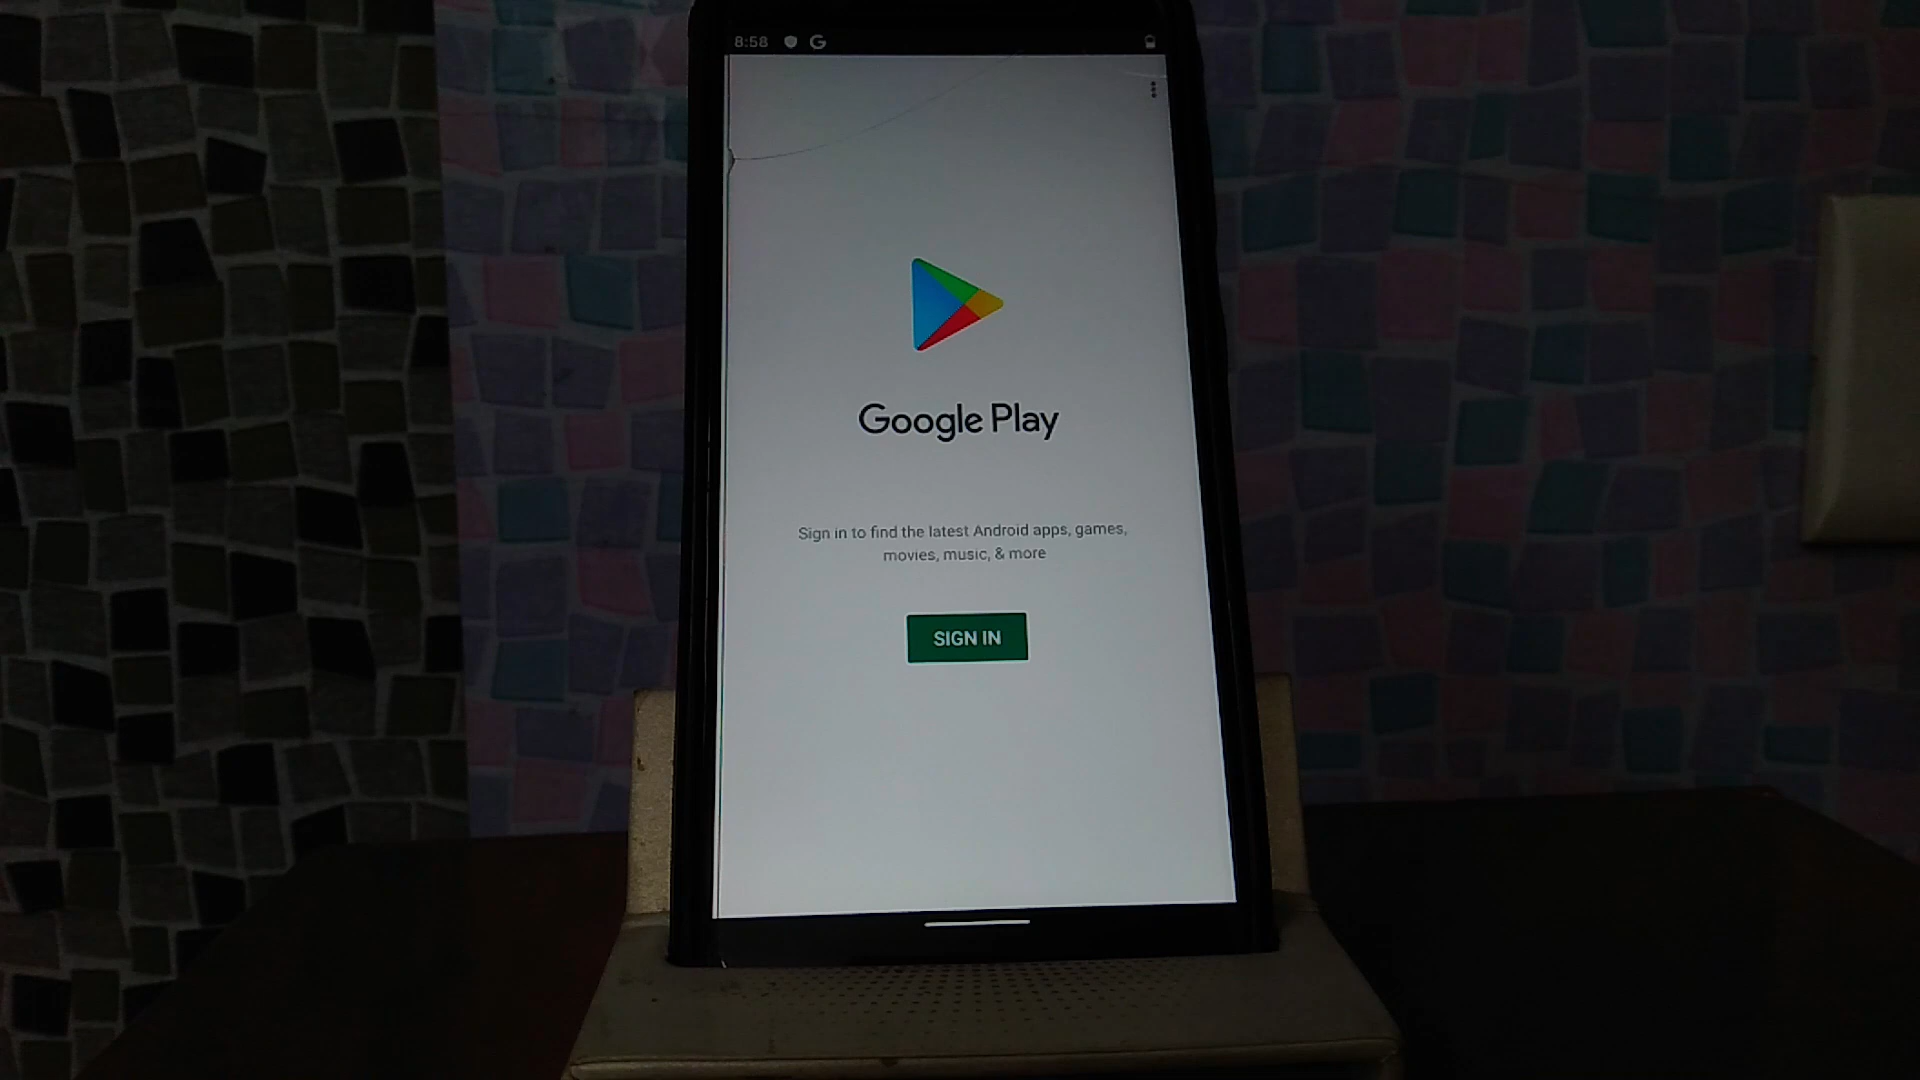 8:58 G
Google Play
Sign in to find the latest Android apps, games,
movies, music, & more
SIGN IN